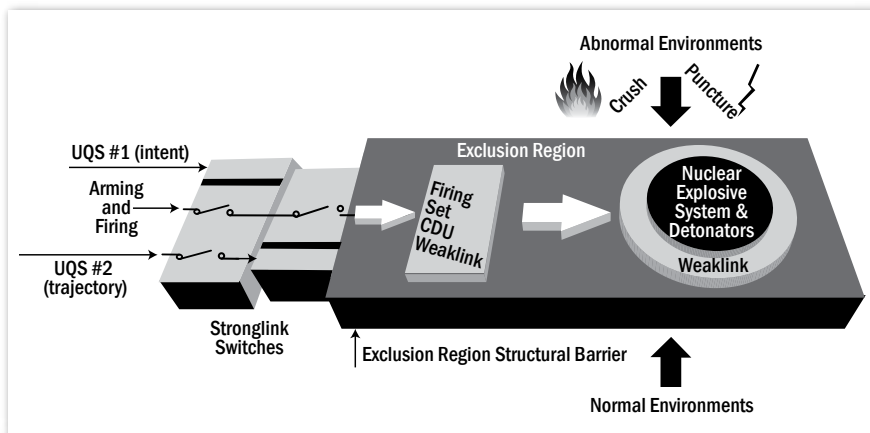 Abnormal Environments
Crush
Puncture
UQS #1 (intent)
Exclusion Region
Arming
and
Firing
Firing
Set
CDU
Weaklink
Nuclear
Explosive
System &
Detonators
Weaklink
UQS #2
(trajectory)
Stronglink
Switches
Exclusion Region Structural Barrier
Normal Environments